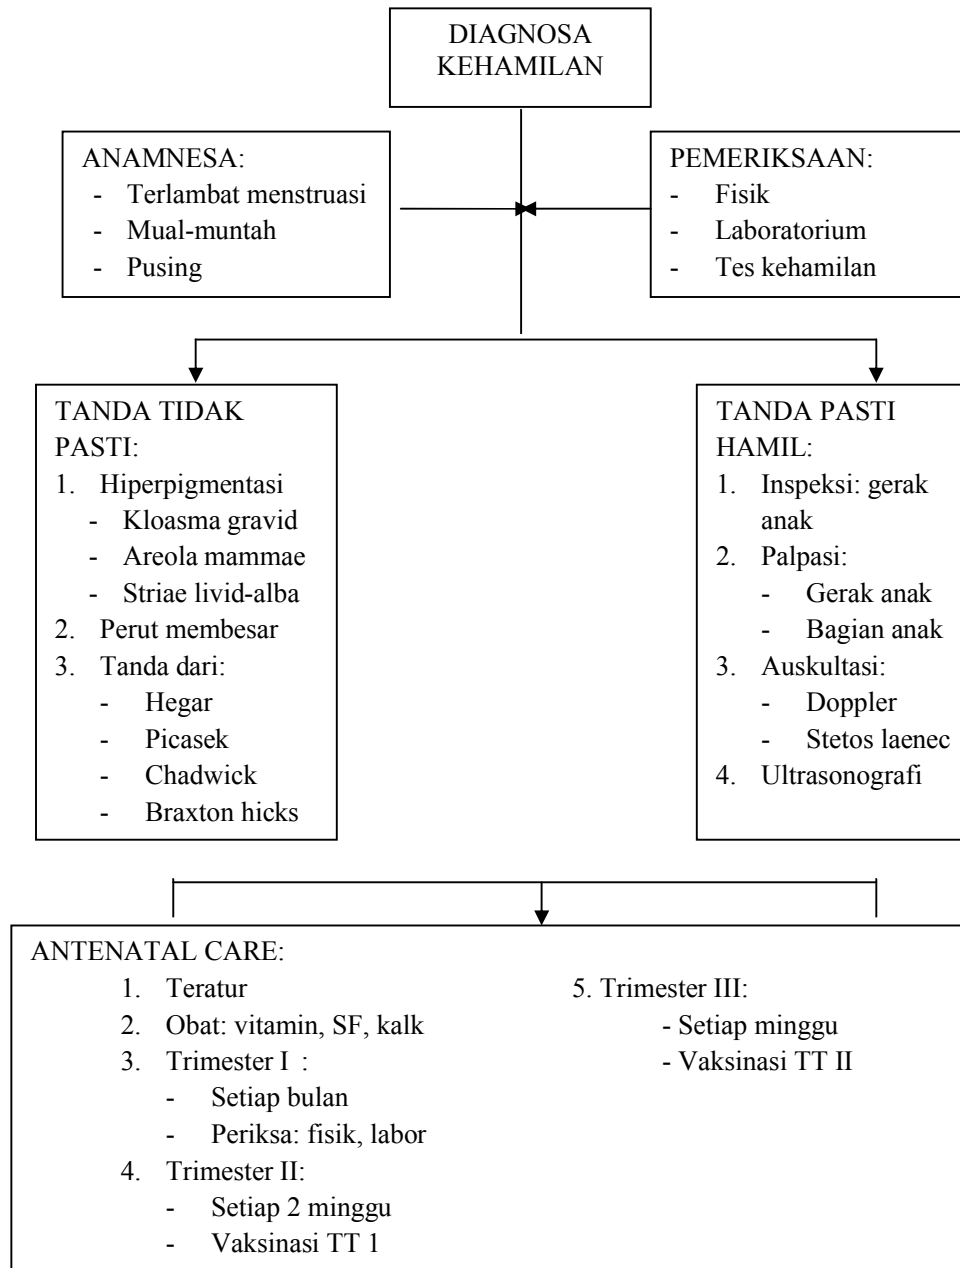 DIAGNOSA
KEHAMILAN
ANAMNESA:
- Terlambat menstruasi
- Mual-muntah
- Pusing
PEMERIKSAAN:
- Fisik
- Laboratorium
- Tes kehamilan
TANDA TIDAK
PASTI:
1. Hiperpigmentasi
- Kloasma gravid
- Areola mammae
- Striae livid-alba
2. Perut membesar
3. Tanda dari:
- Hegar
- Picasek
- Chadwick
- Braxton hicks
TANDA PASTI
HAMIL:
1. Inspeksi: gerak
anak
2. Palpasi:
- Gerak anak
- Bagian anak
3. Auskultasi:
- Doppler
- Stetos laenec
4. Ultrasonografi
ANTENATAL CARE:
1. Teratur
2. Obat: vitamin, SF, kalk
3. Trimester I :
- Setiap bulan
- Periksa: fisik, labor
4. Trimester II:
- Setiap 2 minggu
- Vaksinasi TT 1
5. Trimester III:
- Setiap minggu
- Vaksinasi TT II